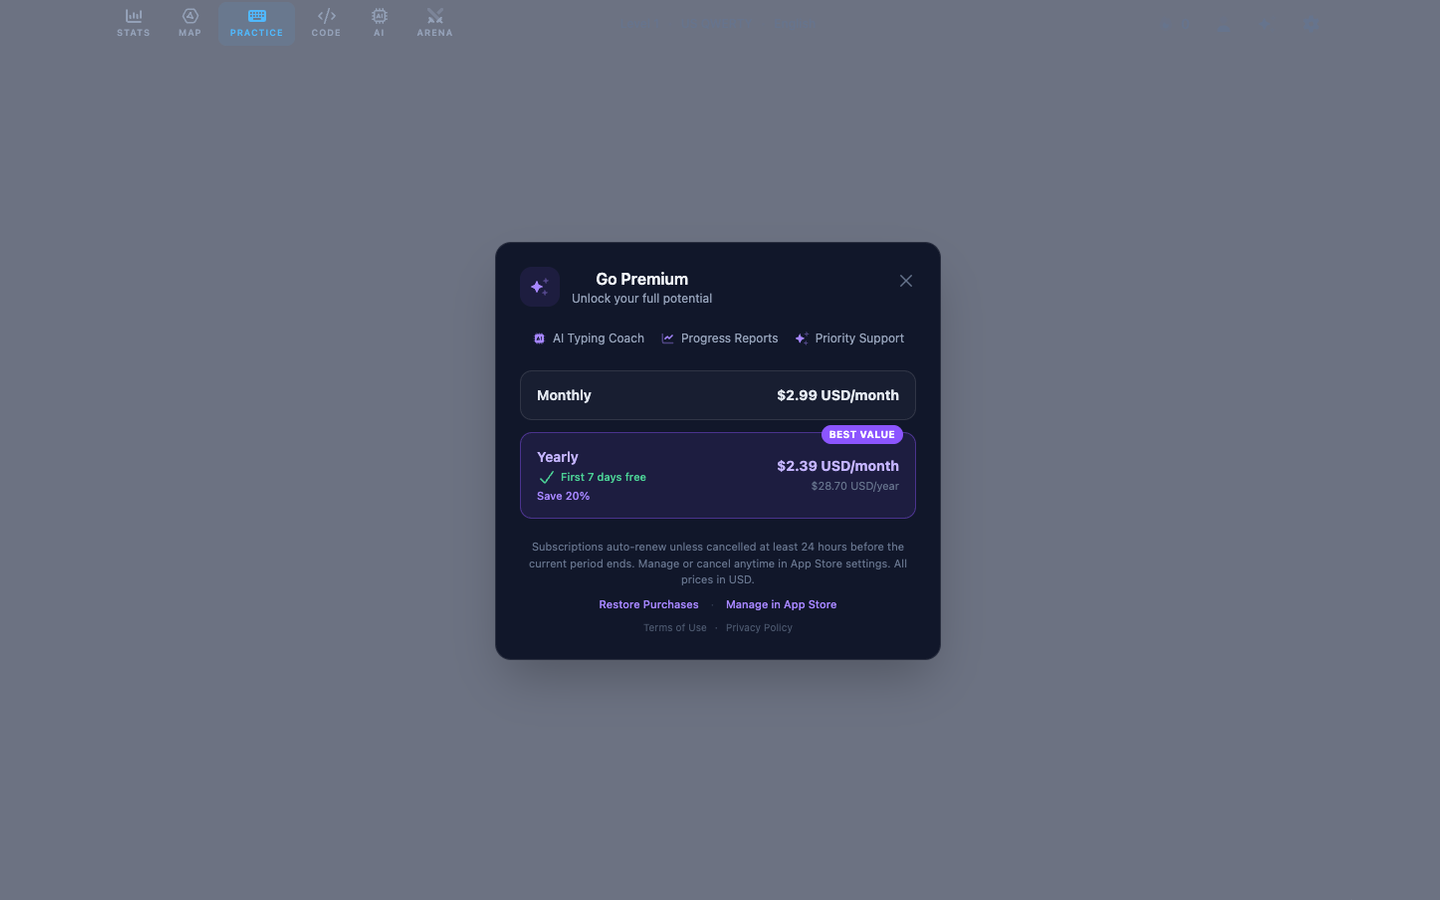 STATS MAP PRACTICE CODE AI ARENA
Go Premium
Unlock your full potential
AI Typing Coach Progress Reports Priority Support
Monthly $2.99 USD/month
BEST VALUE
Yearly
$2.39 USD/month
First 7 days free
$28.70 USD/year
Save 20%
Subscriptions auto-renew unless cancelled at least 24 hours before the
current period ends. Manage or cancel anytime in App Store settings. All
prices in USD.
Restore Purchases · Manage in App Store
Terms of Use · Privacy Policy